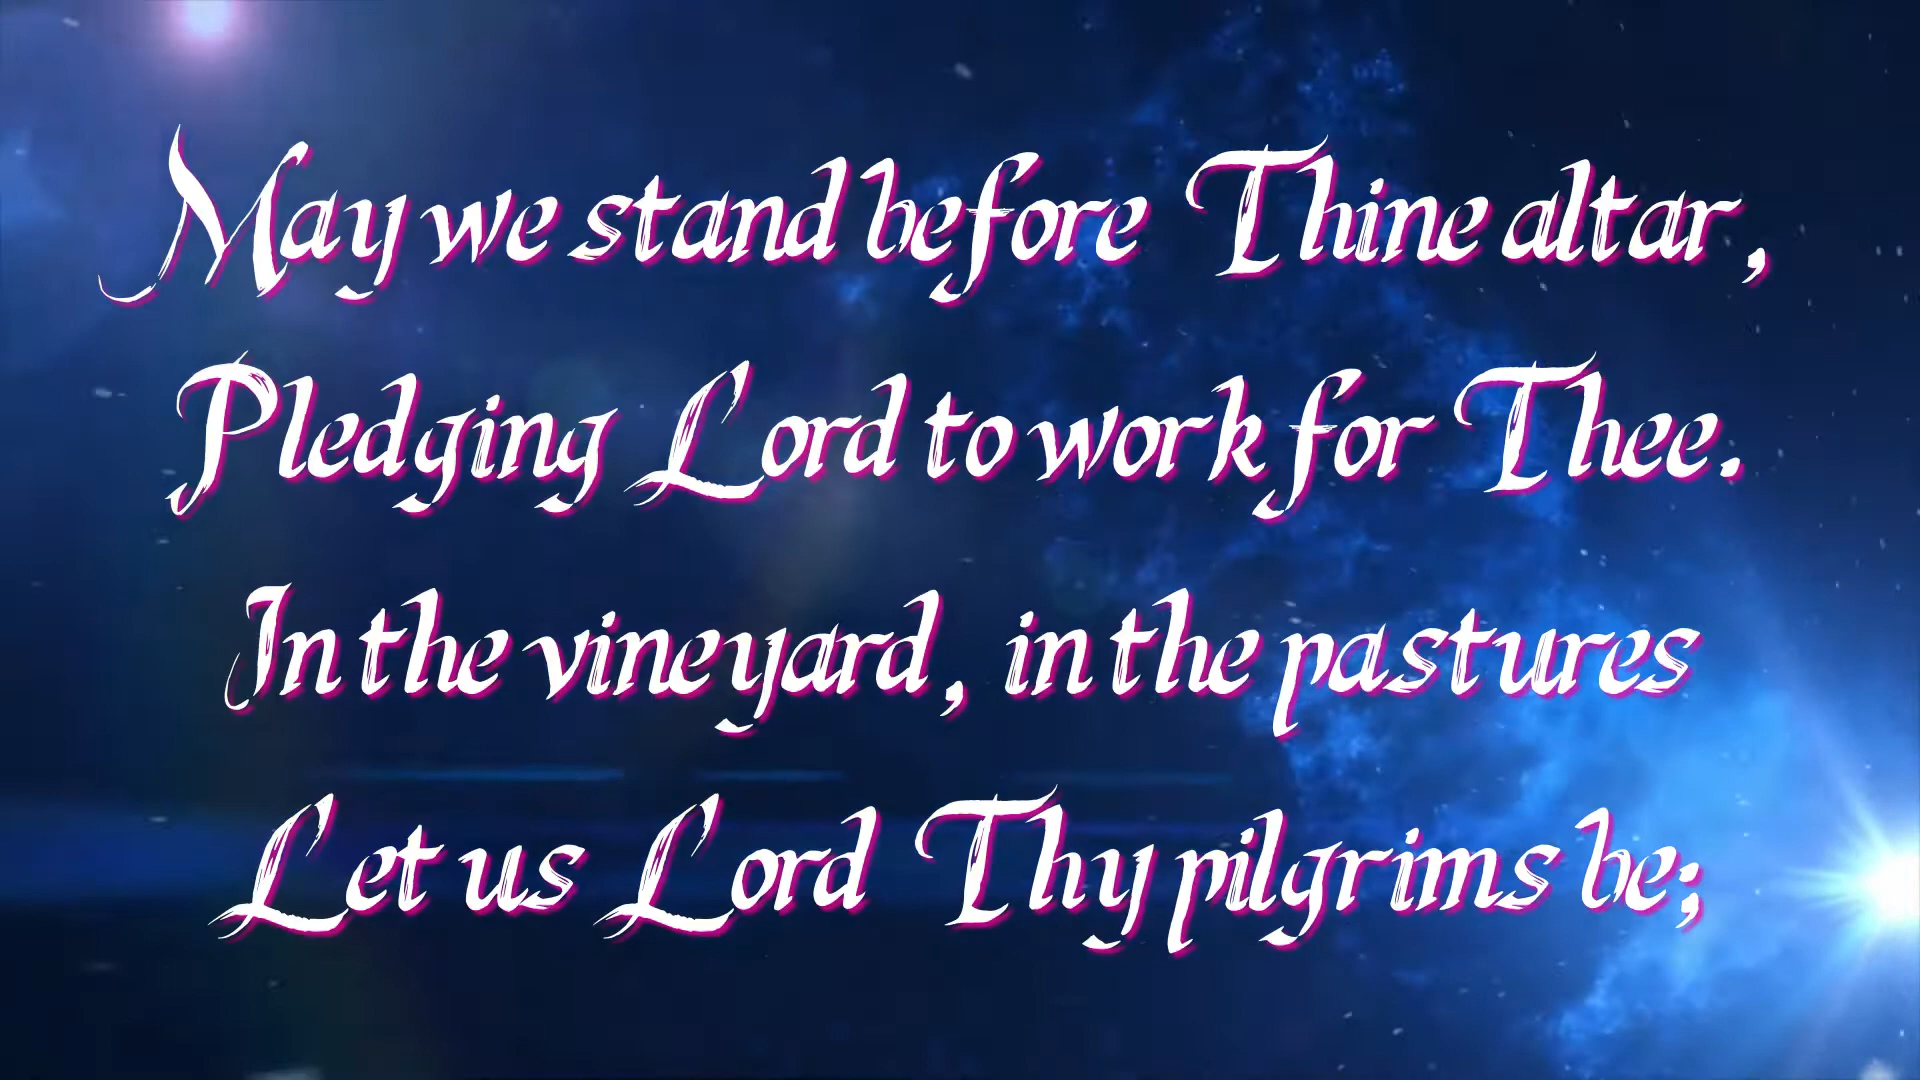 May we stand before Thine altar,
Pledging Lord to work for Thee.
In the vineyard, in the pastures
Let us Lord Thy pilgrims be;